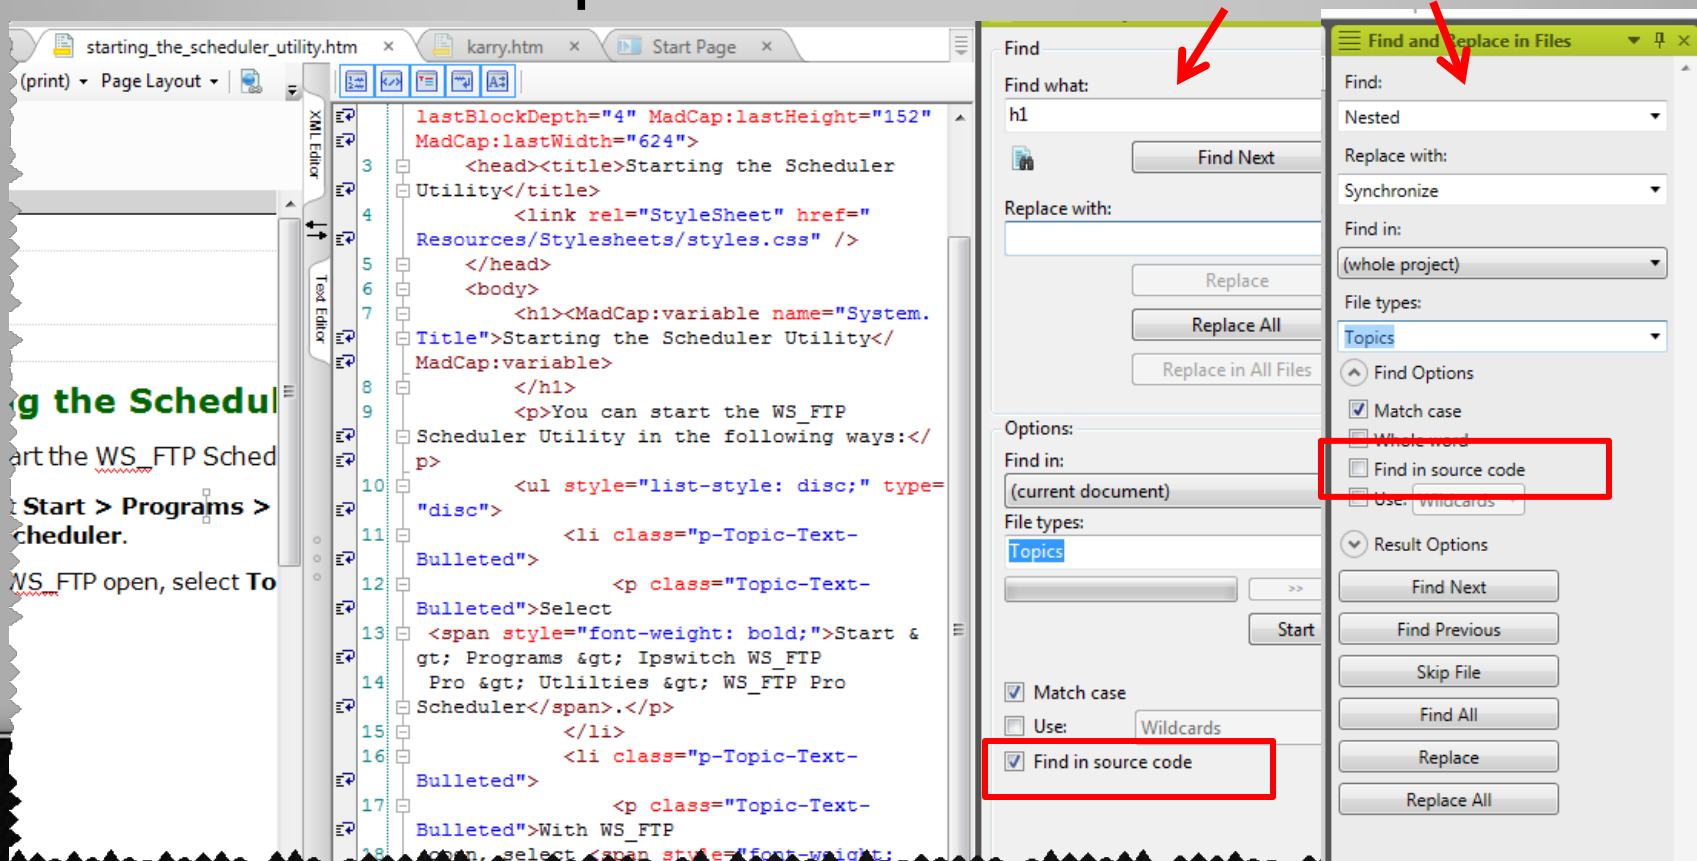 starting_the_scheduler_utility.htm ×
karry.htm ×
Start Page ×
(print) Page Layout
XML Editor
Text Editor
g the Schedul
art the WS_FTP Sched
Start > Programs >
cheduler.
WS_FTP open, select To
lastBlockDepth="4" MadCap:lastHeight="152"
MadCap:lastWidth="624">
3 <head><title>Starting the Scheduler
Utility</title>
4 <link rel="StyleSheet" href="
Resources/Stylesheets/styles.css" />
5 </head>
6 <body>
7 <h1><MadCap:variable name="System.
Title">Starting the Scheduler Utility</
MadCap:variable>
8 </h1>
9 <p>You can start the WS_FTP
Scheduler Utility in the following ways:</
p>
10 <ul style="list-style: disc;" type=
"disc">
11 <li class="p-Topic-Text-
Bulleted">
12 <p class="Topic-Text-
Bulleted">Select
13 <span style="font-weight: bold;">Start &
gt; Programs &gt; Ipswitch WS_FTP
14 Pro &gt; Utlilties &gt; WS_FTP Pro
Scheduler</span>.</p>
15 </li>
16 <li class="p-Topic-Text-
Bulleted">
17 <p class="Topic-Text-
Bulleted">With WS_FTP
18 open, select <span style="font-weight:
Find
Find what:
h1
Find Next
Replace with:
Replace
Replace All
Replace in All Files
Options:
Find in:
(current document)
File types:
Topics
>>
Start
Match case
Use: Wildcards
Find in source code
Find and Replace in Files
Find:
Nested
Replace with:
Synchronize
Find in:
(whole project)
File types:
Topics
Find Options
Match case
Whole word
Find in source code
Use: Wildcards
Result Options
Find Next
Find Previous
Skip File
Find All
Replace
Replace All